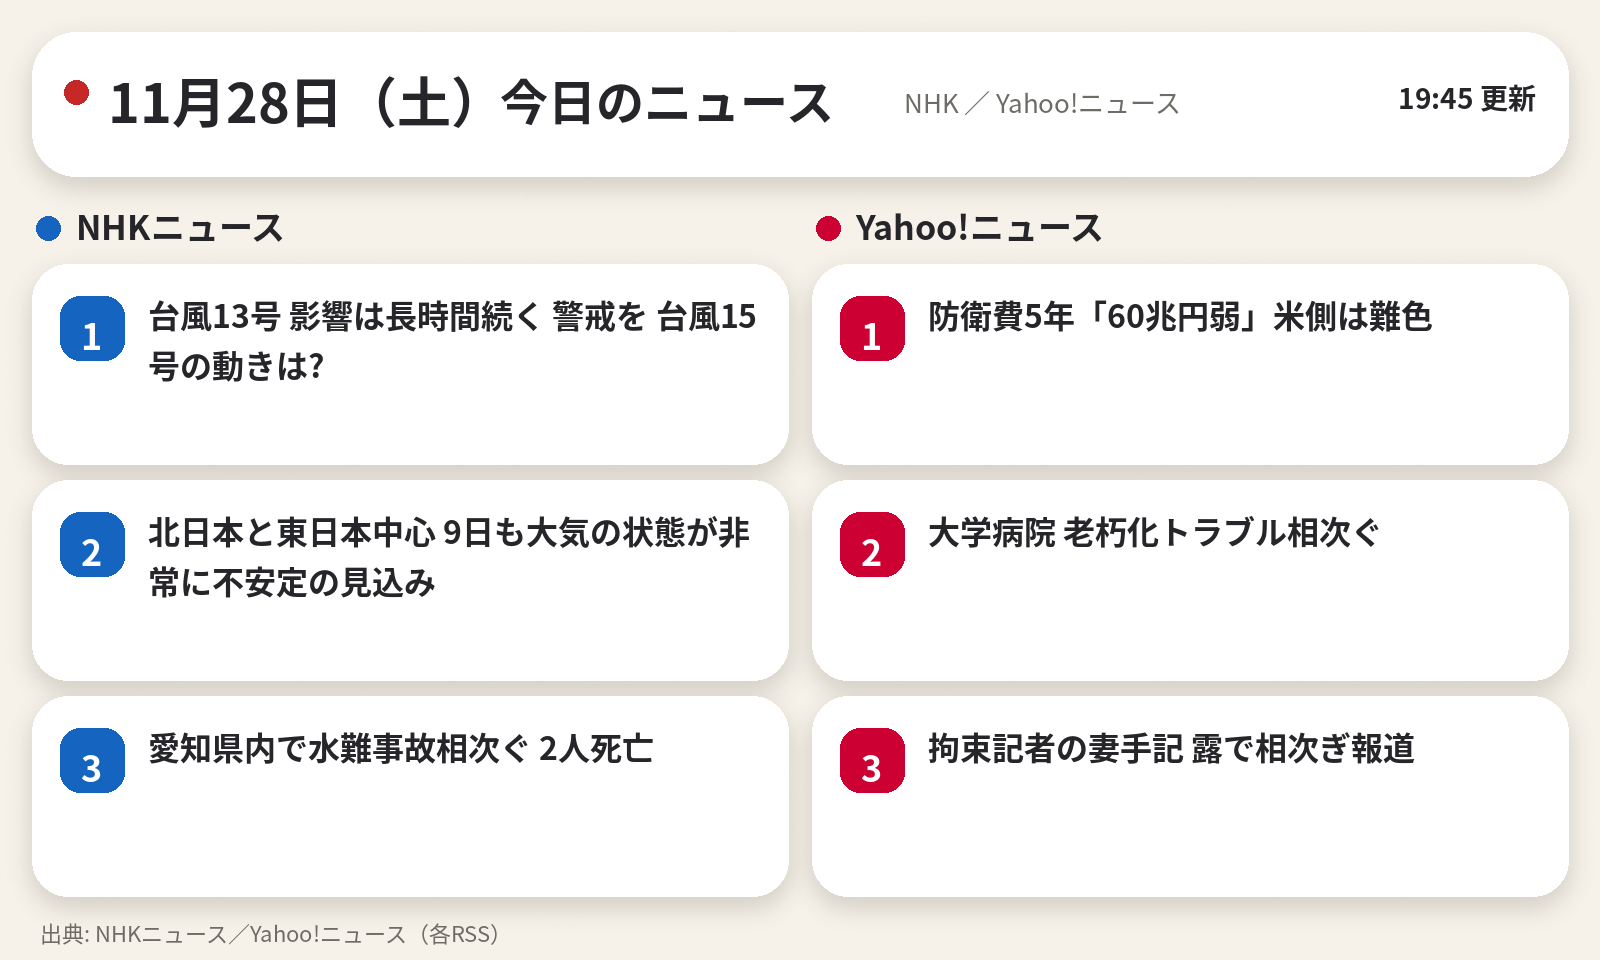 11月28日（土）今日のニュース
NHK ／ Yahoo!ニュース
19:45 更新
NHKニュース
1
台風13号 影響は長時間続く 警戒を 台風15
号の動きは?
2
北日本と東日本中心 9日も大気の状態が非
常に不安定の見込み
3
愛知県内で水難事故相次ぐ 2人死亡
Yahoo!ニュース
1
防衛費5年「60兆円弱」米側は難色
2
大学病院 老朽化トラブル相次ぐ
3
拘束記者の妻手記 露で相次ぎ報道
出典: NHKニュース／Yahoo!ニュース（各RSS）